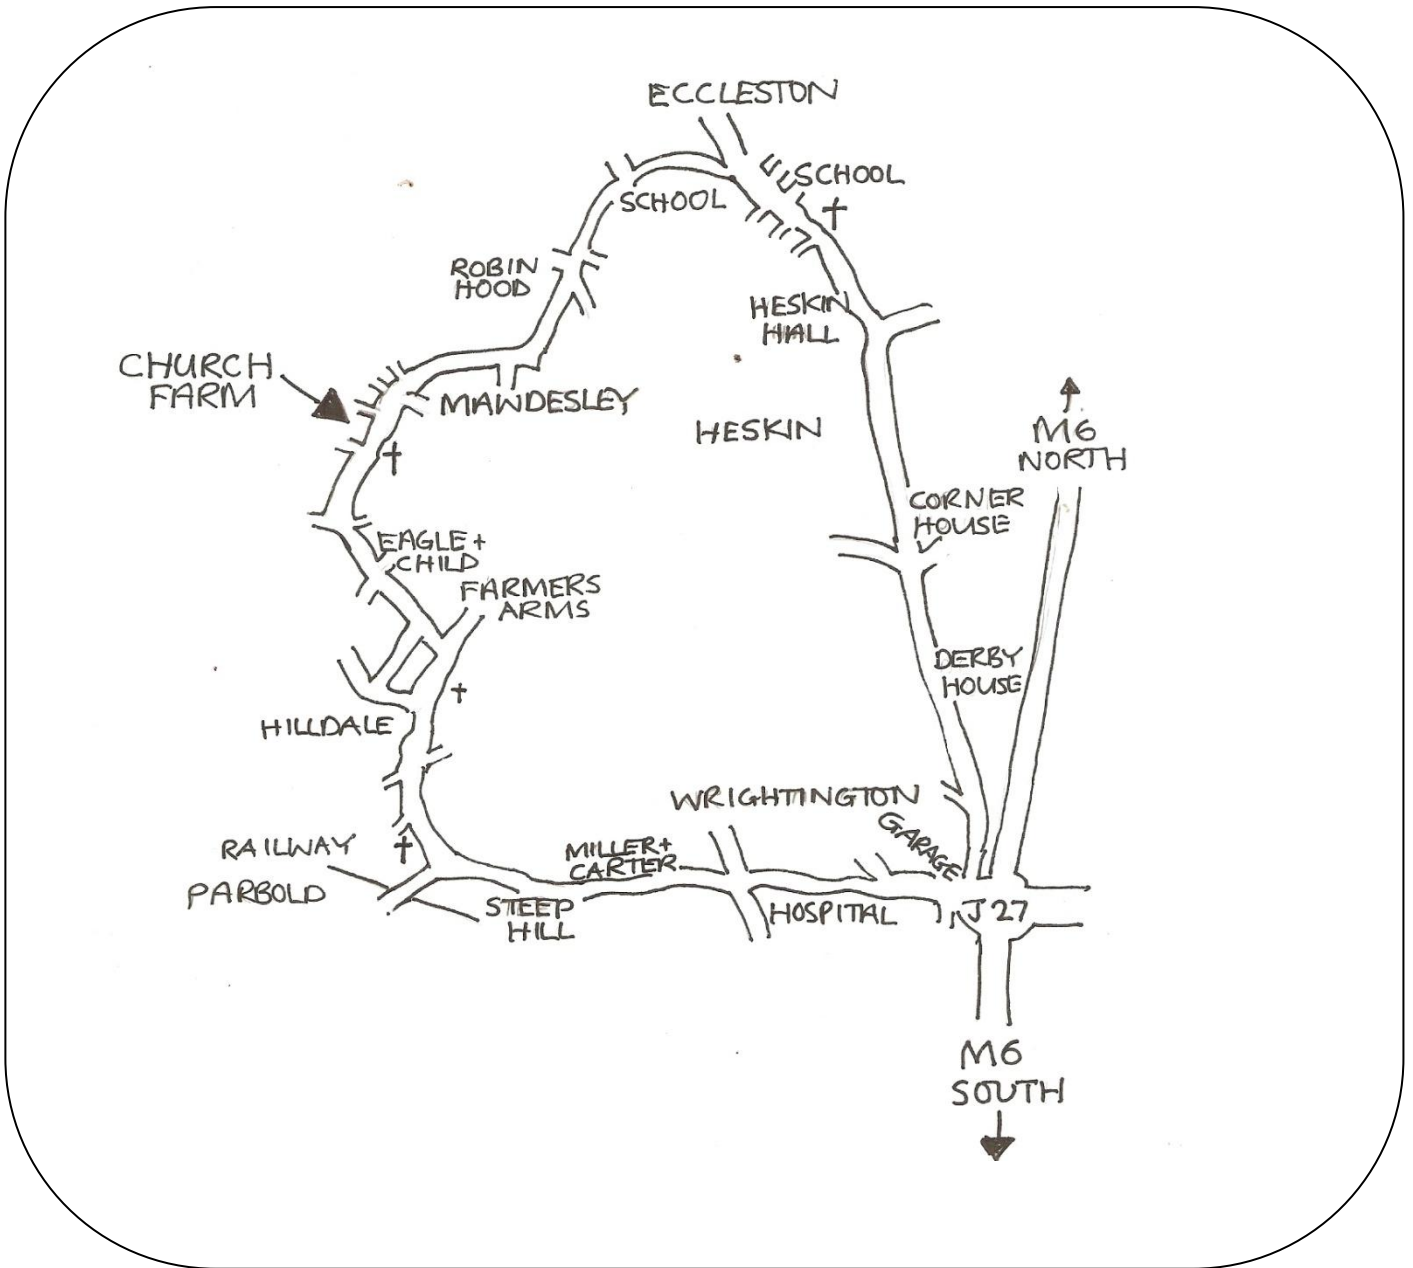 ECCLESTON
SCHOOL
SCHOOL
ROBIN
HOOD
HESKIN
HALL
CHURCH
FARM
MAWDESLEY
HESKIN
M6
NORTH
CORNER
HOUSE
EAGLE+
CHILD
FARMERS
ARMS
DERBY
HOUSE
HILLDALE
WRIGHTINGTON
GARAGE
RAILWAY
MILLER+
CARTER
PARBOLD
STEEP
HILL
HOSPITAL
J27
M6
SOUTH